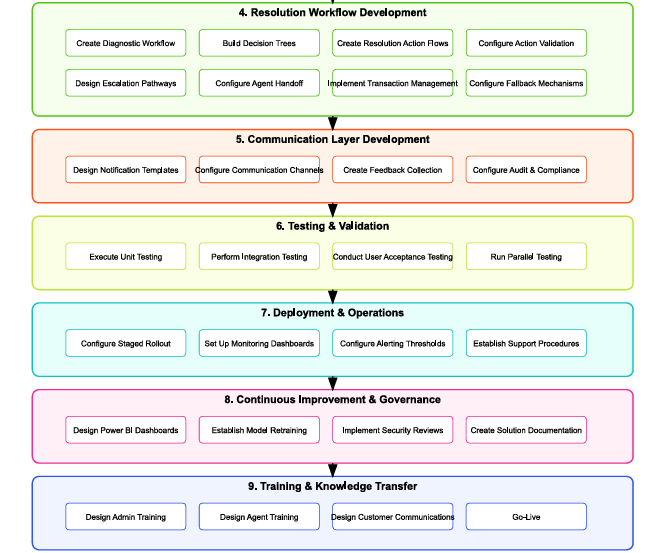 4. Resolution Workflow Development
Create Diagnostic Workflow
Build Decision Trees
Create Resolution Action Flows
Configure Action Validation
Design Escalation Pathways
Configure Agent Handoff
Implement Transaction Management
Configure Fallback Mechanisms
5. Communication Layer Development
Design Notification Templates
Configure Communication Channels
Create Feedback Collection
Configure Audit & Compliance
6. Testing & Validation
Execute Unit Testing
Perform Integration Testing
Conduct User Acceptance Testing
Run Parallel Testing
7. Deployment & Operations
Configure Staged Rollout
Set Up Monitoring Dashboards
Configure Alerting Thresholds
Establish Support Procedures
8. Continuous Improvement & Governance
Design Power BI Dashboards
Establish Model Retraining
Implement Security Reviews
Create Solution Documentation
9. Training & Knowledge Transfer
Design Admin Training
Design Agent Training
Design Customer Communications
Go-Live